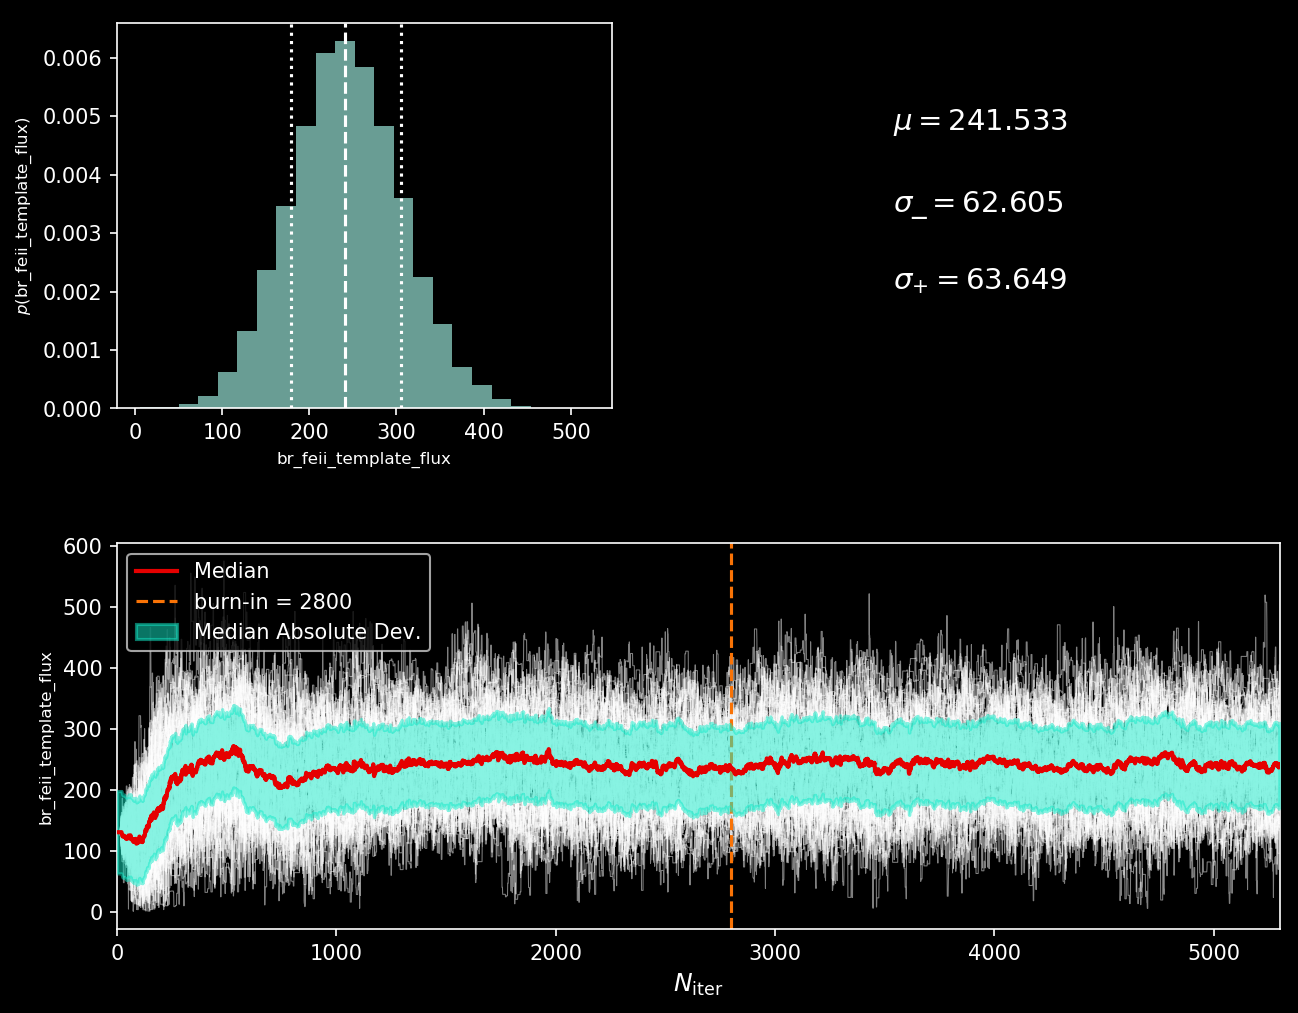 0.006
0.005
0.004
0.003
0.002
0.001
0.000
p(br_feii_template_flux)
0 100 200 300 400 500
br_feii_template_flux
μ = 241.533
σ₋ = 62.605
σ₊ = 63.649
600
500
400
300
200
100
0
br_feii_template_flux
Median
burn-in = 2800
Median Absolute Dev.
0 1000 2000 3000 4000 5000
N_iter